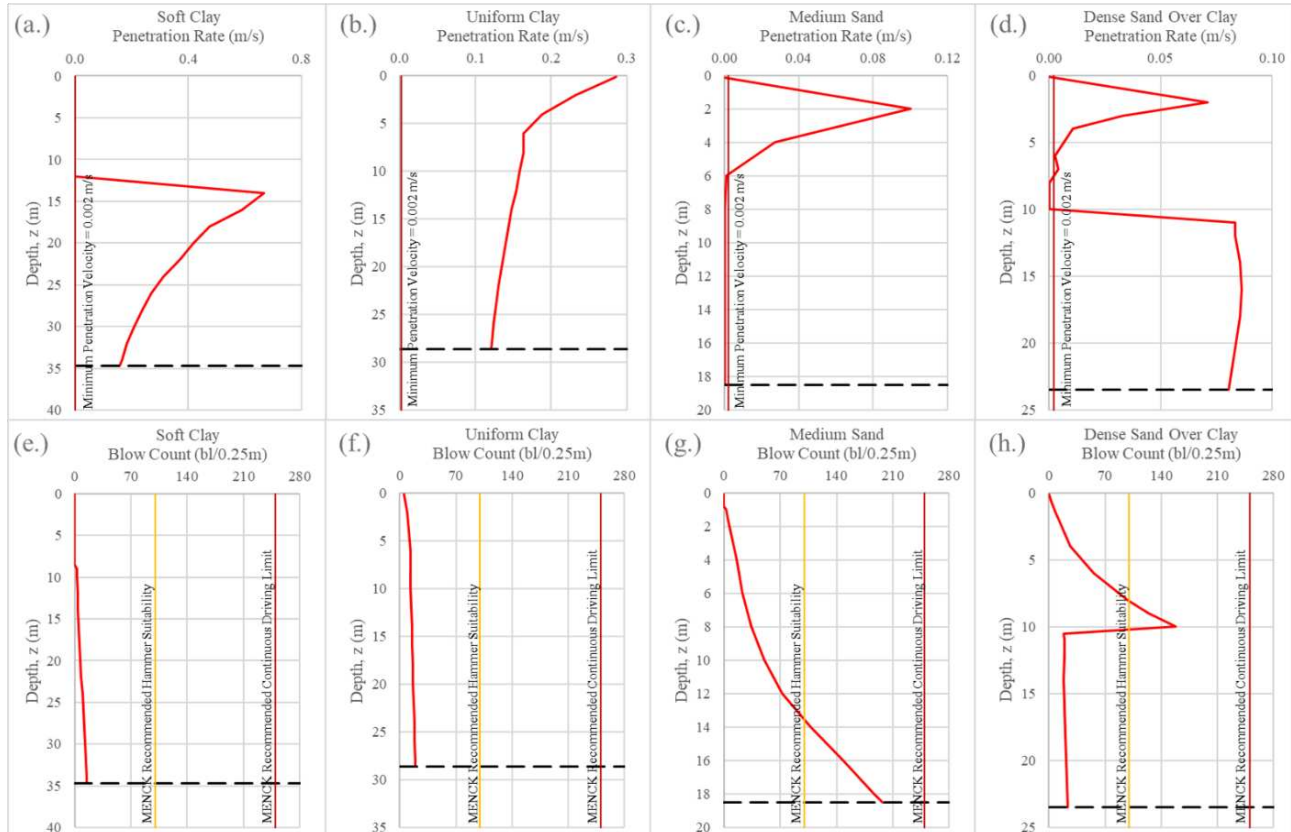 (a.)
Soft Clay
Penetration Rate (m/s)
0.0 0.4 0.8
0
5
10
15
20
25
30
35
40
Depth, z (m)
Minimum Penetration Velocity = 0.002 m/s
(b.)
Uniform Clay
Penetration Rate (m/s)
0.0 0.1 0.2 0.3
0
5
10
15
20
25
30
35
Depth, z (m)
Minimum Penetration Velocity = 0.002 m/s
(c.)
Medium Sand
Penetration Rate (m/s)
0.00 0.04 0.08 0.12
0
2
4
6
8
10
12
14
16
18
20
Depth, z (m)
Minimum Penetration Velocity = 0.002 m/s
(d.)
Dense Sand Over Clay
Penetration Rate (m/s)
0.00 0.05 0.10
0
5
10
15
20
25
Depth, z (m)
Minimum Penetration Velocity = 0.002 m/s
(e.)
Soft Clay
Blow Count (bl/0.25m)
0 70 140 210 280
0
5
10
15
20
25
30
35
40
Depth, z (m)
MENCK Recommended Hammer Suitability
MENCK Recommended Continuous Driving Limit
(f.)
Uniform Clay
Blow Count (bl/0.25m)
0 70 140 210 280
0
5
10
15
20
25
30
35
Depth, z (m)
MENCK Recommended Hammer Suitability
MENCK Recommended Continuous Driving Limit
(g.)
Medium Sand
Blow Count (bl/0.25m)
0 70 140 210 280
0
2
4
6
8
10
12
14
16
18
20
Depth, z (m)
MENCK Recommended Hammer Suitability
MENCK Recommended Continuous Driving Limit
(h.)
Dense Sand Over Clay
Blow Count (bl/0.25m)
0 70 140 210 280
0
5
10
15
20
25
Depth, z (m)
MENCK Recommended Hammer Suitability
MENCK Recommended Continuous Driving Limit